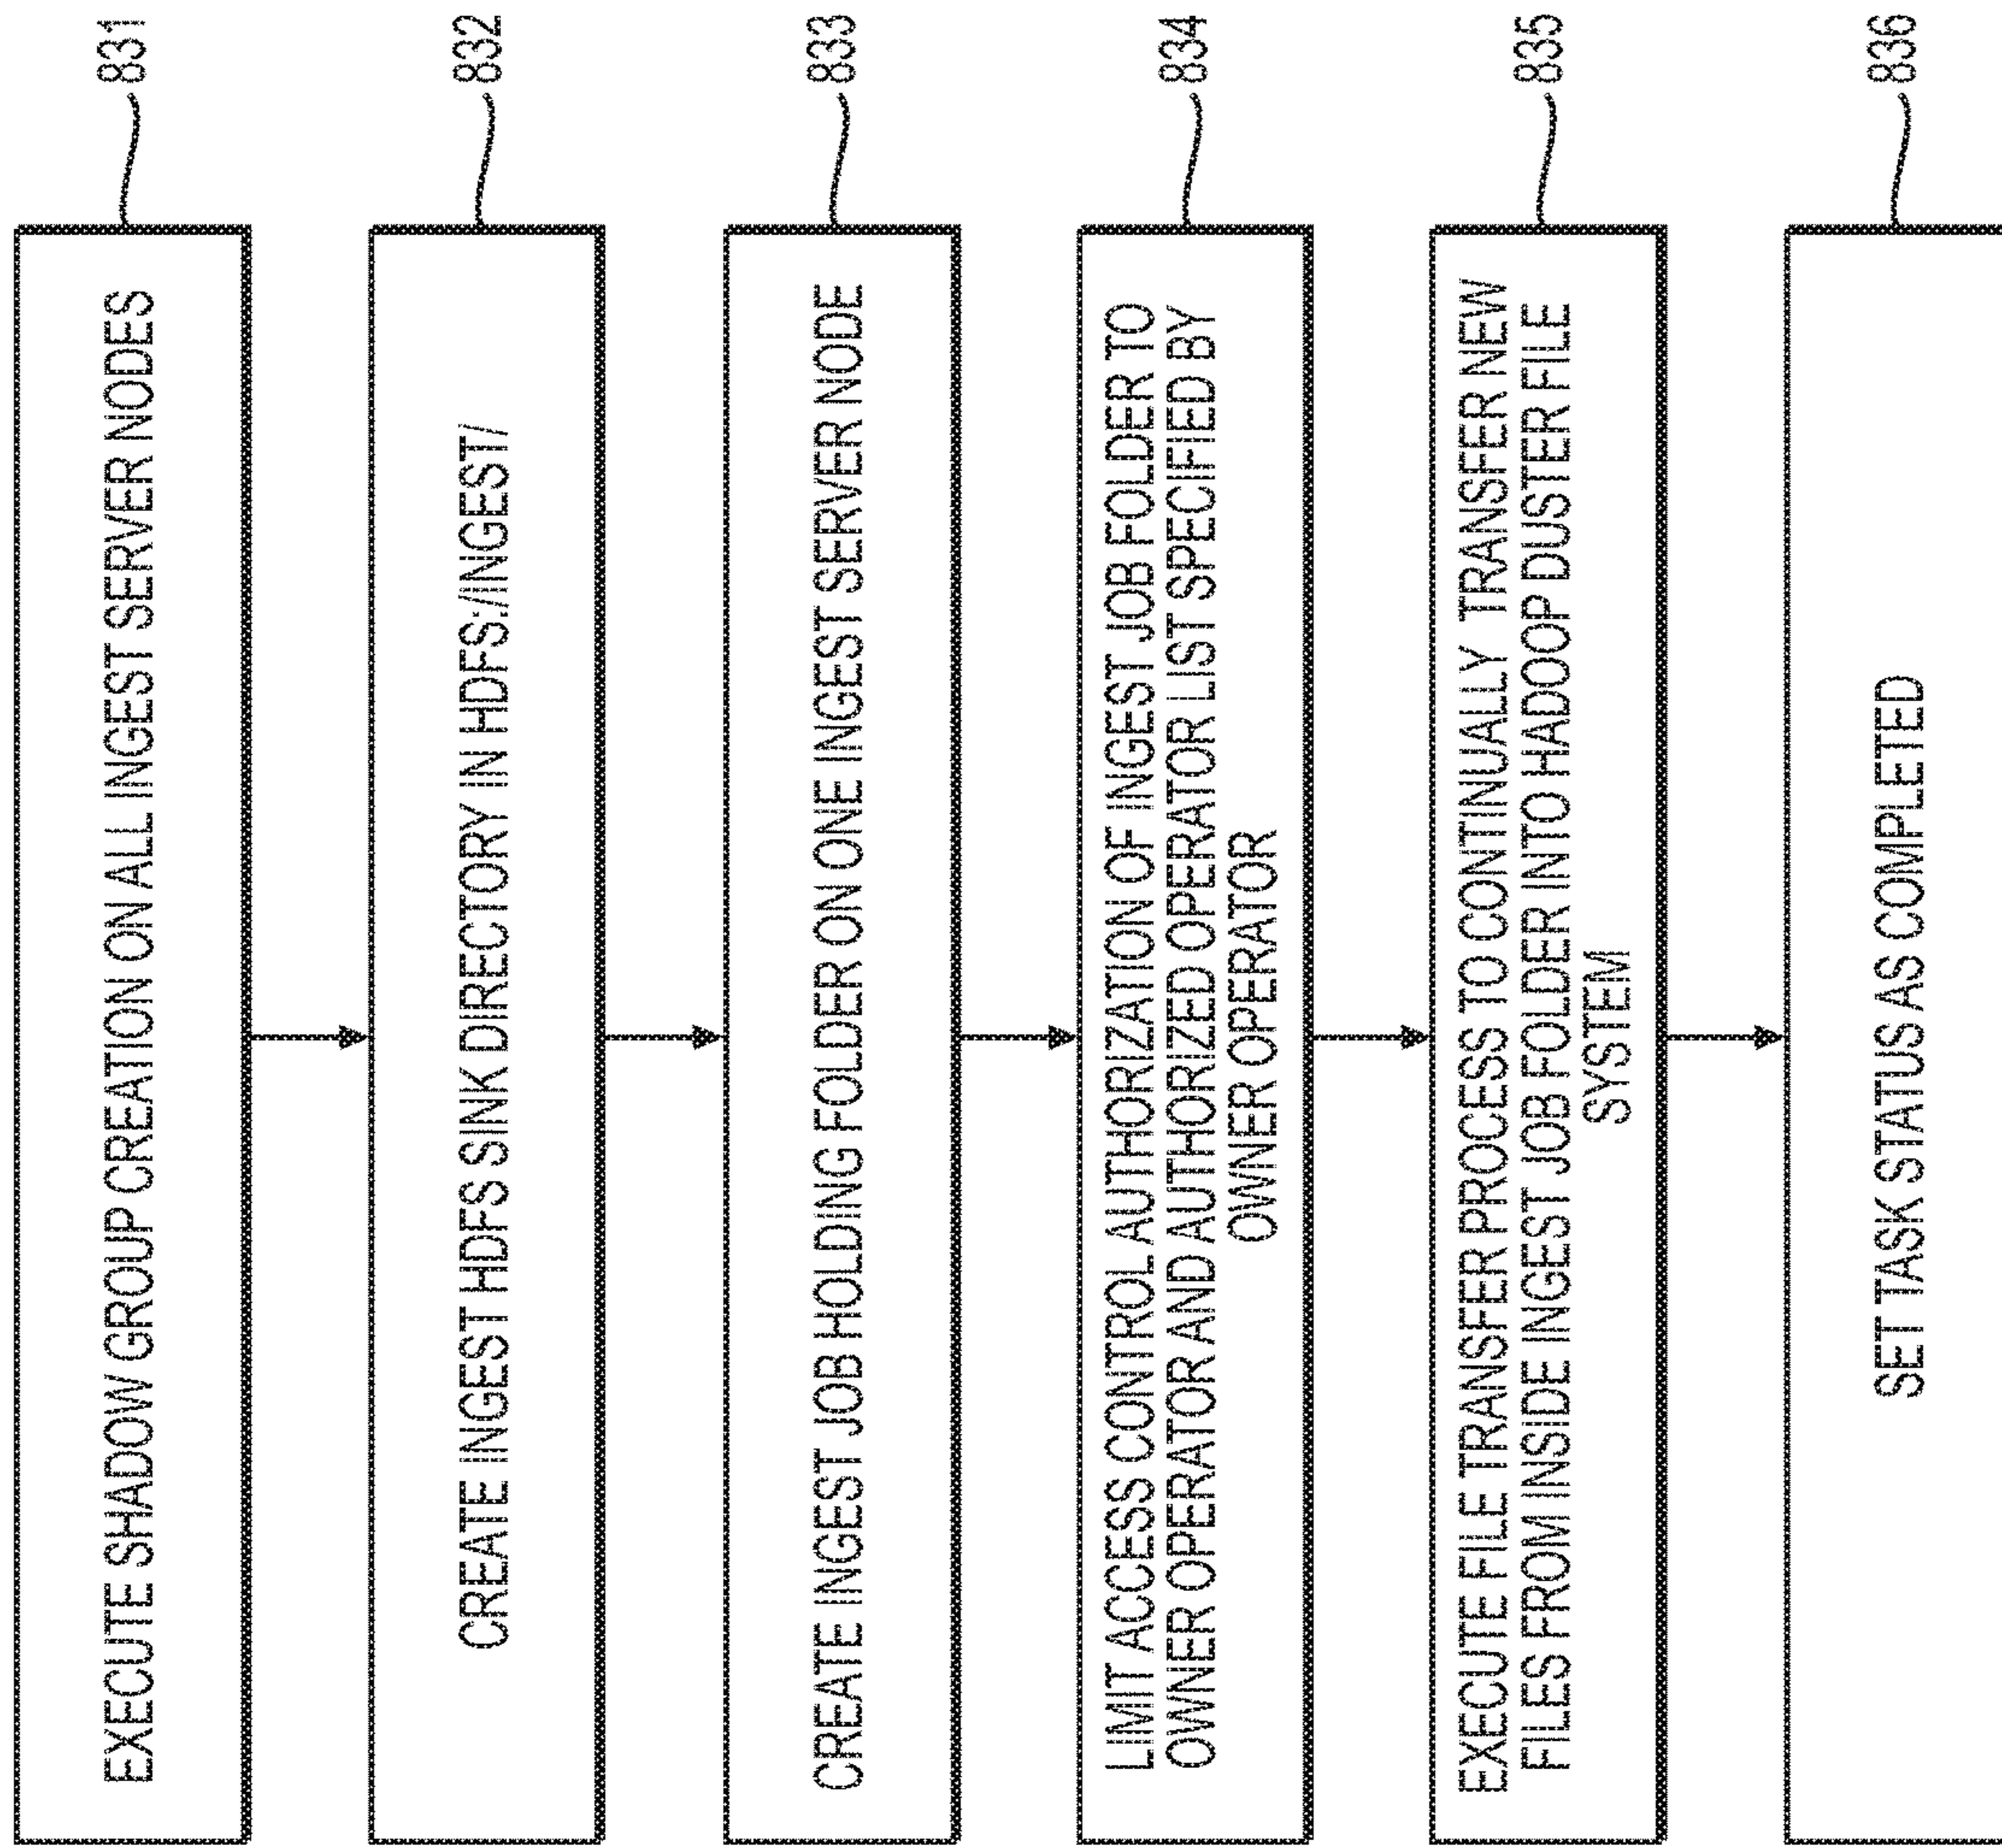 EXECUTE SHADOW GROUP CREATION ON ALL INGEST SERVER NODES
831
CREATE INGEST HDFS SINK DIRECTORY IN HDFS:/INGEST/
832
CREATE INGEST JOB HOLDING FOLDER ON ONE INGEST SERVER NODE
833
LIMIT ACCESS CONTROL AUTHORIZATION OF INGEST JOB FOLDER TO
OWNER OPERATOR AND AUTHORIZED OPERATOR LIST SPECIFIED BY
OWNER OPERATOR
834
EXECUTE FILE TRANSFER PROCESS TO CONTINUALLY TRANSFER NEW
FILES FROM INSIDE INGEST JOB FOLDER INTO HADOOP DUSTER FILE
SYSTEM
835
SET TASK STATUS AS COMPLETED
836